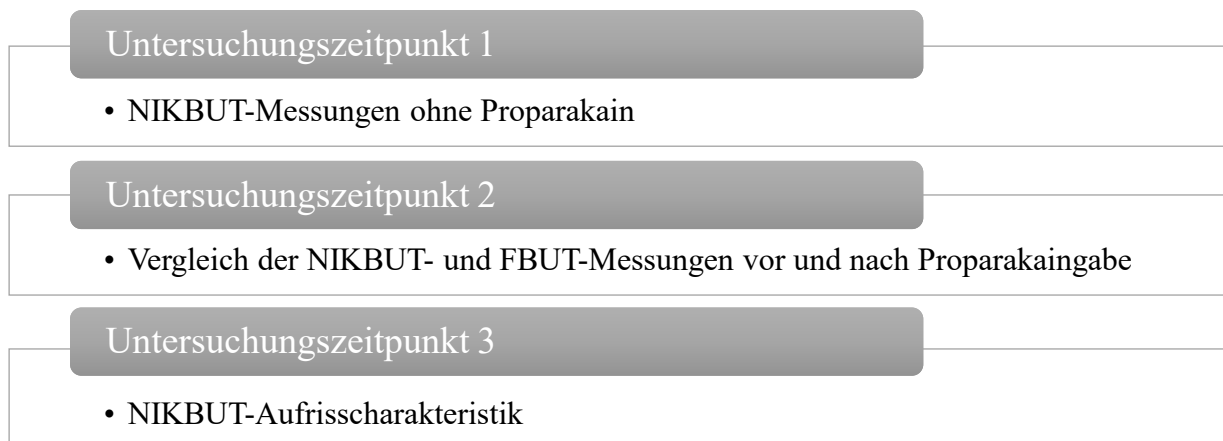 Untersuchungszeitpunkt 1
• NIKBUT-Messungen ohne Proparakain
Untersuchungszeitpunkt 2
• Vergleich der NIKBUT- und FBUT-Messungen vor und nach Proparakaingabe
Untersuchungszeitpunkt 3
• NIKBUT-Aufrisscharakteristik